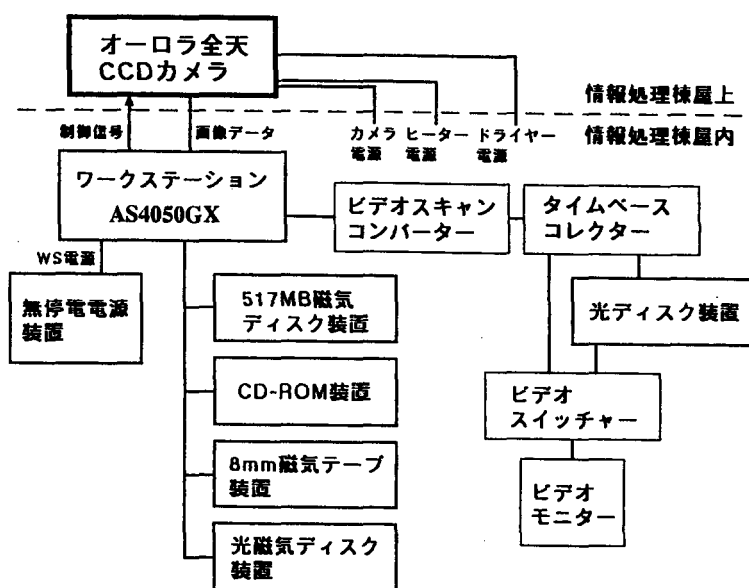 オーロラ全天
CCDカメラ
情報処理棟屋上
情報処理棟屋内
制御信号
画像データ
カメラ
電源
ヒーター
電源
ドライヤー
電源
ワークステーション
AS4050GX
ビデオスキャン
コンバーター
タイムベース
コレクター
WS電源
無停電電源
装置
517MB磁気
ディスク装置
光ディスク装置
CD-ROM装置
ビデオ
スイッチャー
8mm磁気テープ
装置
ビデオ
モニター
光磁気ディスク
装置